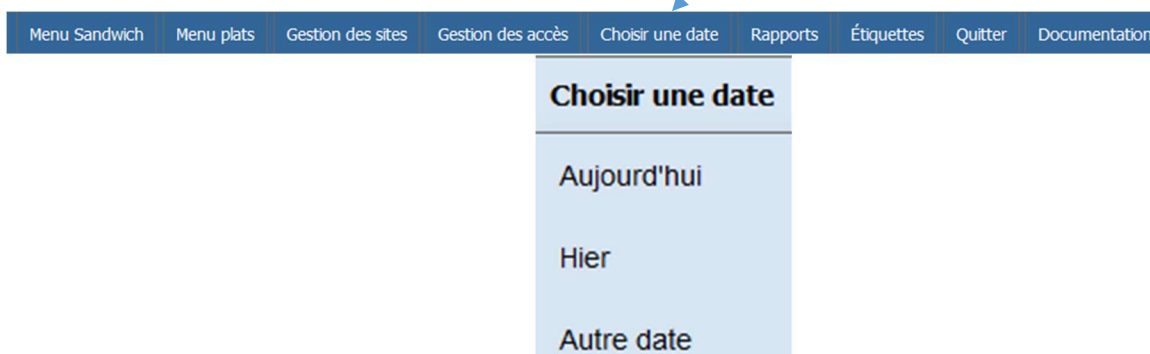 Menu Sandwich Menu plats Gestion des sites Gestion des accès Choisir une date Rapports Étiquettes Quitter Documentation
Choisir une date
Aujourd'hui
Hier
Autre date